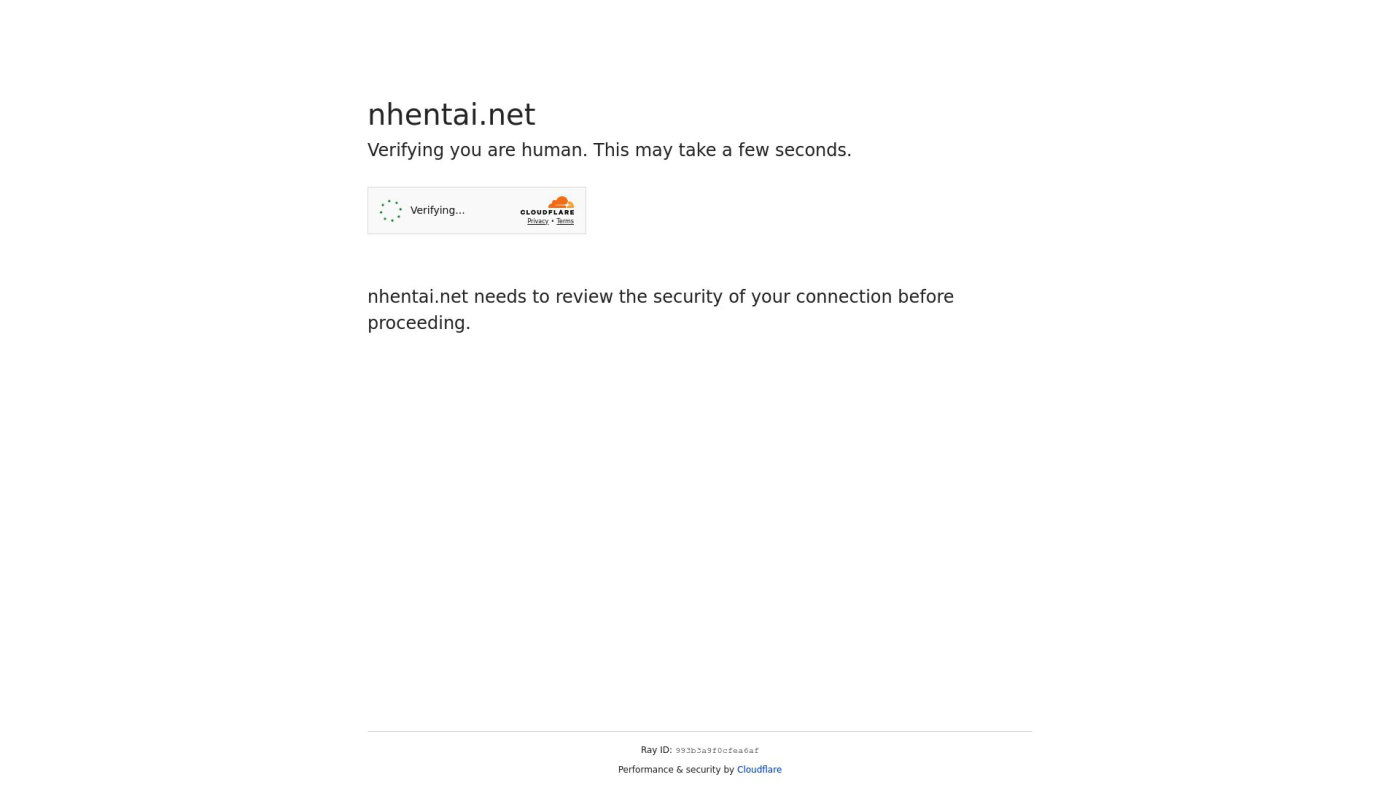 nhentai.net
Verifying you are human. This may take a few seconds.
Verifying...
CLOUDFLARE
Privacy • Terms
nhentai.net needs to review the security of your connection before
proceeding.
Ray ID: 993b3a9f0cfea6af
Performance & security by Cloudflare